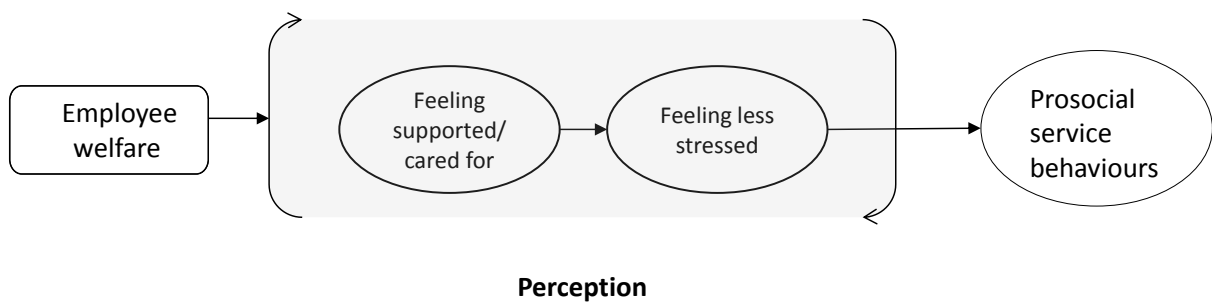 Employee
welfare
Feeling
supported/
cared for
Feeling less
stressed
Prosocial
service
behaviours
Perception